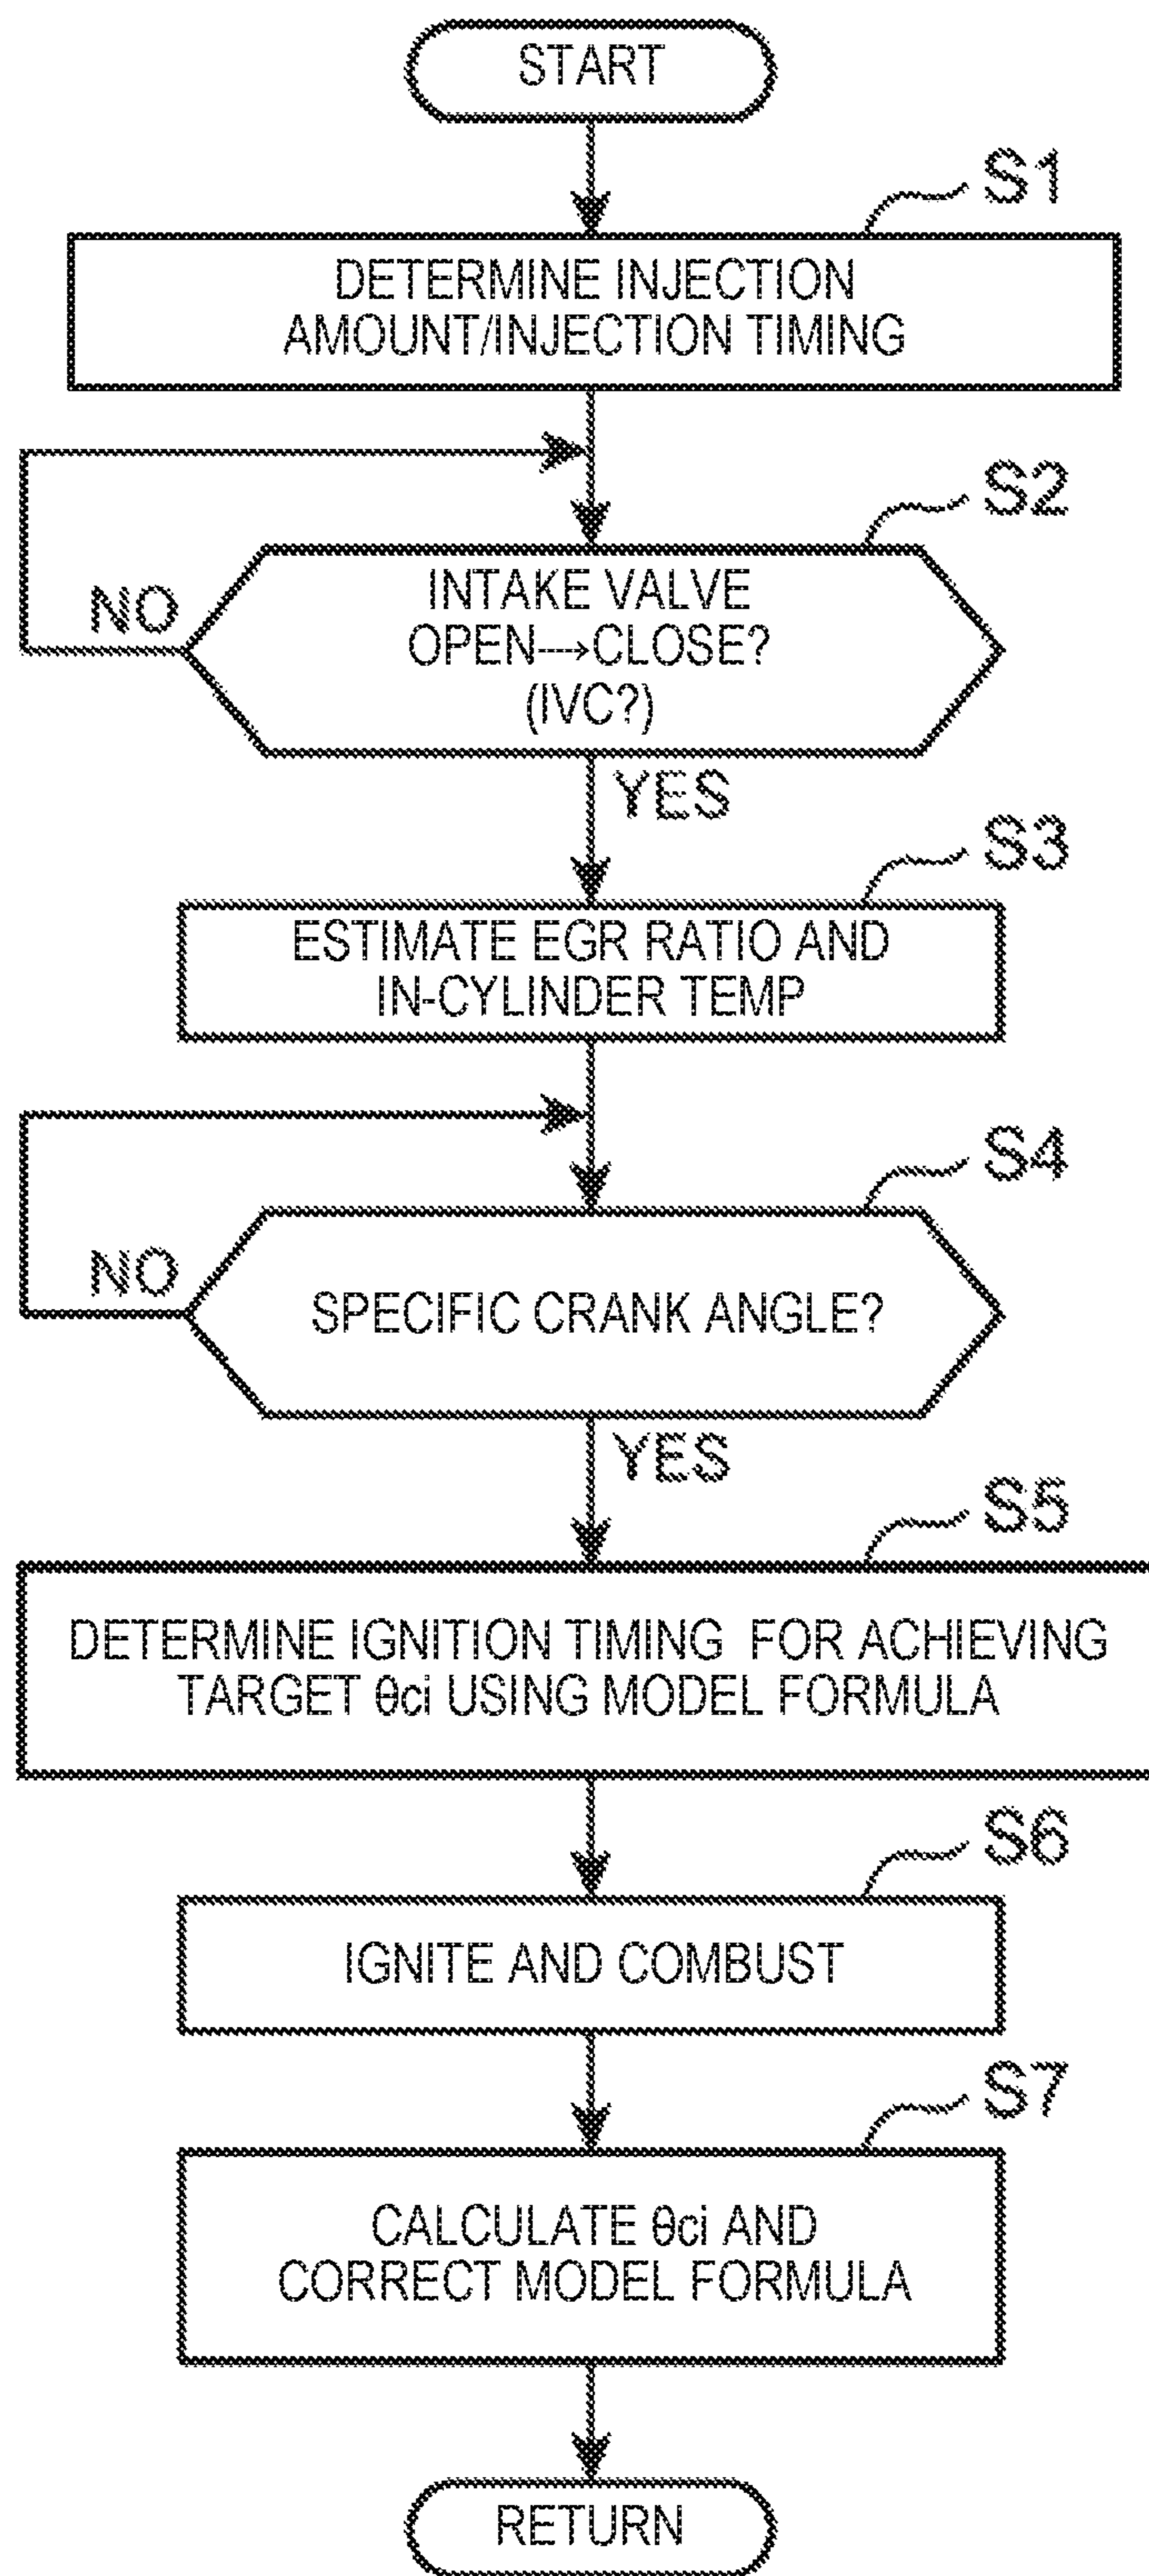 START
S1
DETERMINE INJECTION
AMOUNT/INJECTION TIMING
S2
INTAKE VALVE
OPEN→CLOSE?
(IVC?)
NO
YES
S3
ESTIMATE EGR RATIO AND
IN-CYLINDER TEMP
S4
SPECIFIC CRANK ANGLE?
NO
YES
S5
DETERMINE IGNITION TIMING FOR ACHIEVING
TARGET θci USING MODEL FORMULA
S6
IGNITE AND COMBUST
S7
CALCULATE θci AND
CORRECT MODEL FORMULA
RETURN